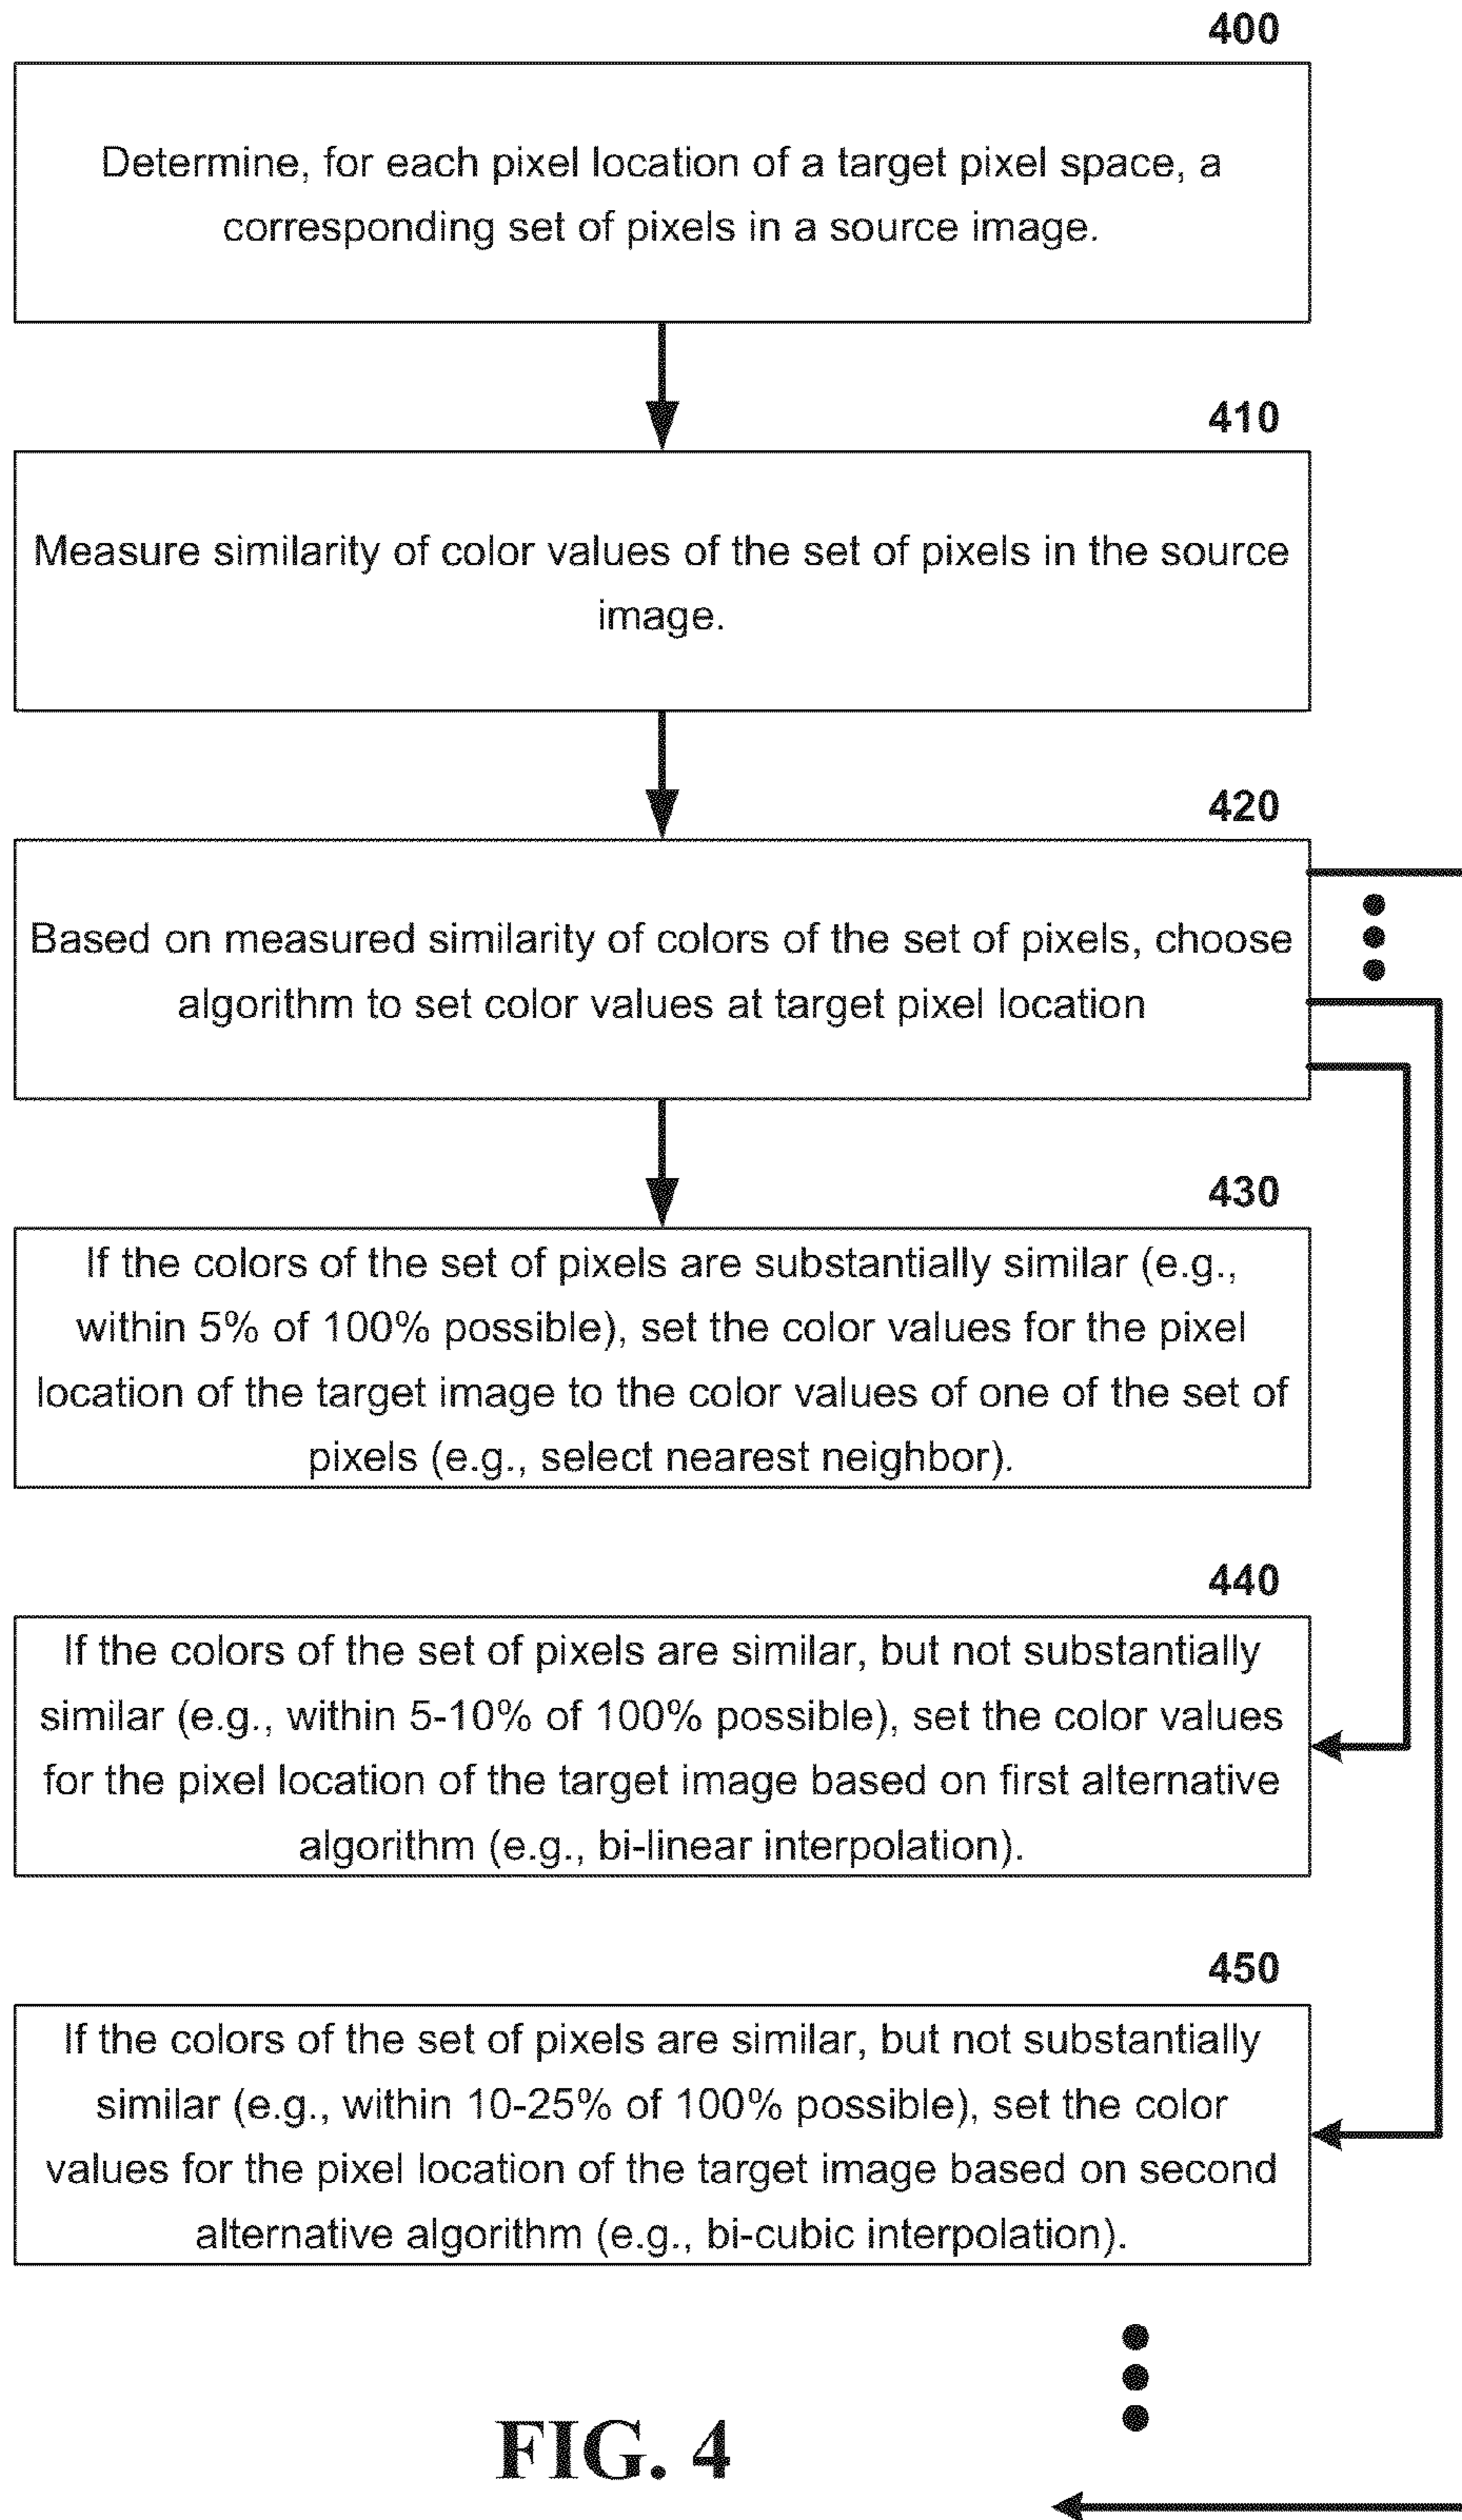 400
Determine, for each pixel location of a target pixel space, a
corresponding set of pixels in a source image.
410
Measure similarity of color values of the set of pixels in the source
image.
420
Based on measured similarity of colors of the set of pixels, choose
algorithm to set color values at target pixel location
430
If the colors of the set of pixels are substantially similar (e.g.,
within 5% of 100% possible), set the color values for the pixel
location of the target image to the color values of one of the set of
pixels (e.g., select nearest neighbor).
440
If the colors of the set of pixels are similar, but not substantially
similar (e.g., within 5-10% of 100% possible), set the color values
for the pixel location of the target image based on first alternative
algorithm (e.g., bi-linear interpolation).
450
If the colors of the set of pixels are similar, but not substantially
similar (e.g., within 10-25% of 100% possible), set the color
values for the pixel location of the target image based on second
alternative algorithm (e.g., bi-cubic interpolation).
FIG. 4